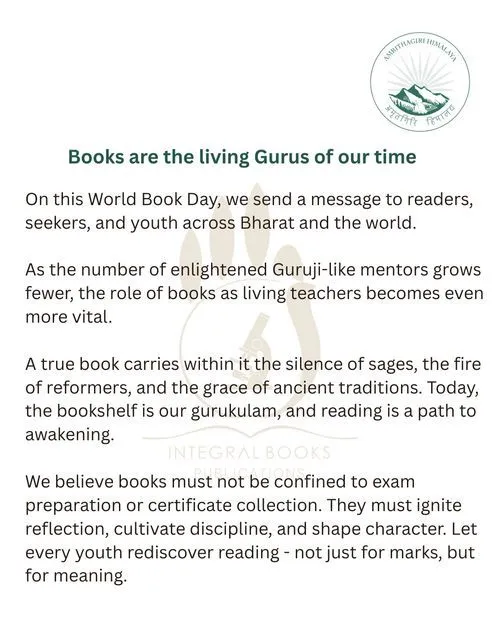 AMRITHAGIRI HIMALAYA
अमृतगिरि हिमालय
Books are the living Gurus of our time
On this World Book Day, we send a message to readers,
seekers, and youth across Bharat and the world.
As the number of enlightened Guruji-like mentors grows
fewer, the role of books as living teachers becomes even
more vital.
A true book carries within it the silence of sages, the fire
of reformers, and the grace of ancient traditions. Today,
the bookshelf is our gurukulam, and reading is a path to
awakening.
INTEGRAL BOOKS
PUBLICATIONS
We believe books must not be confined to exam
preparation or certificate collection. They must ignite
reflection, cultivate discipline, and shape character. Let
every youth rediscover reading - not just for marks, but
for meaning.